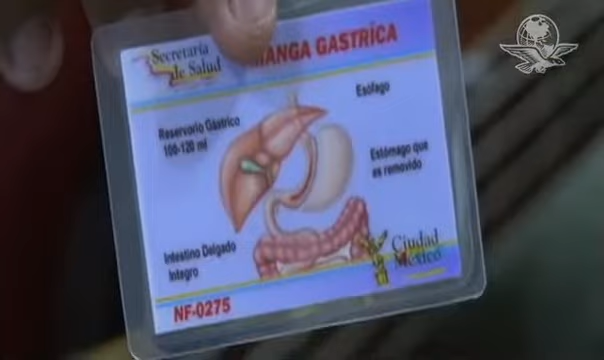 Secretaría
de Salud
MANGA GASTRÍCA
Esófago
Reservorio Gástrico
100-120 ml
Estómago que
es removido
Intestino Delgado
Integro
Ciudad
México
NF-0275